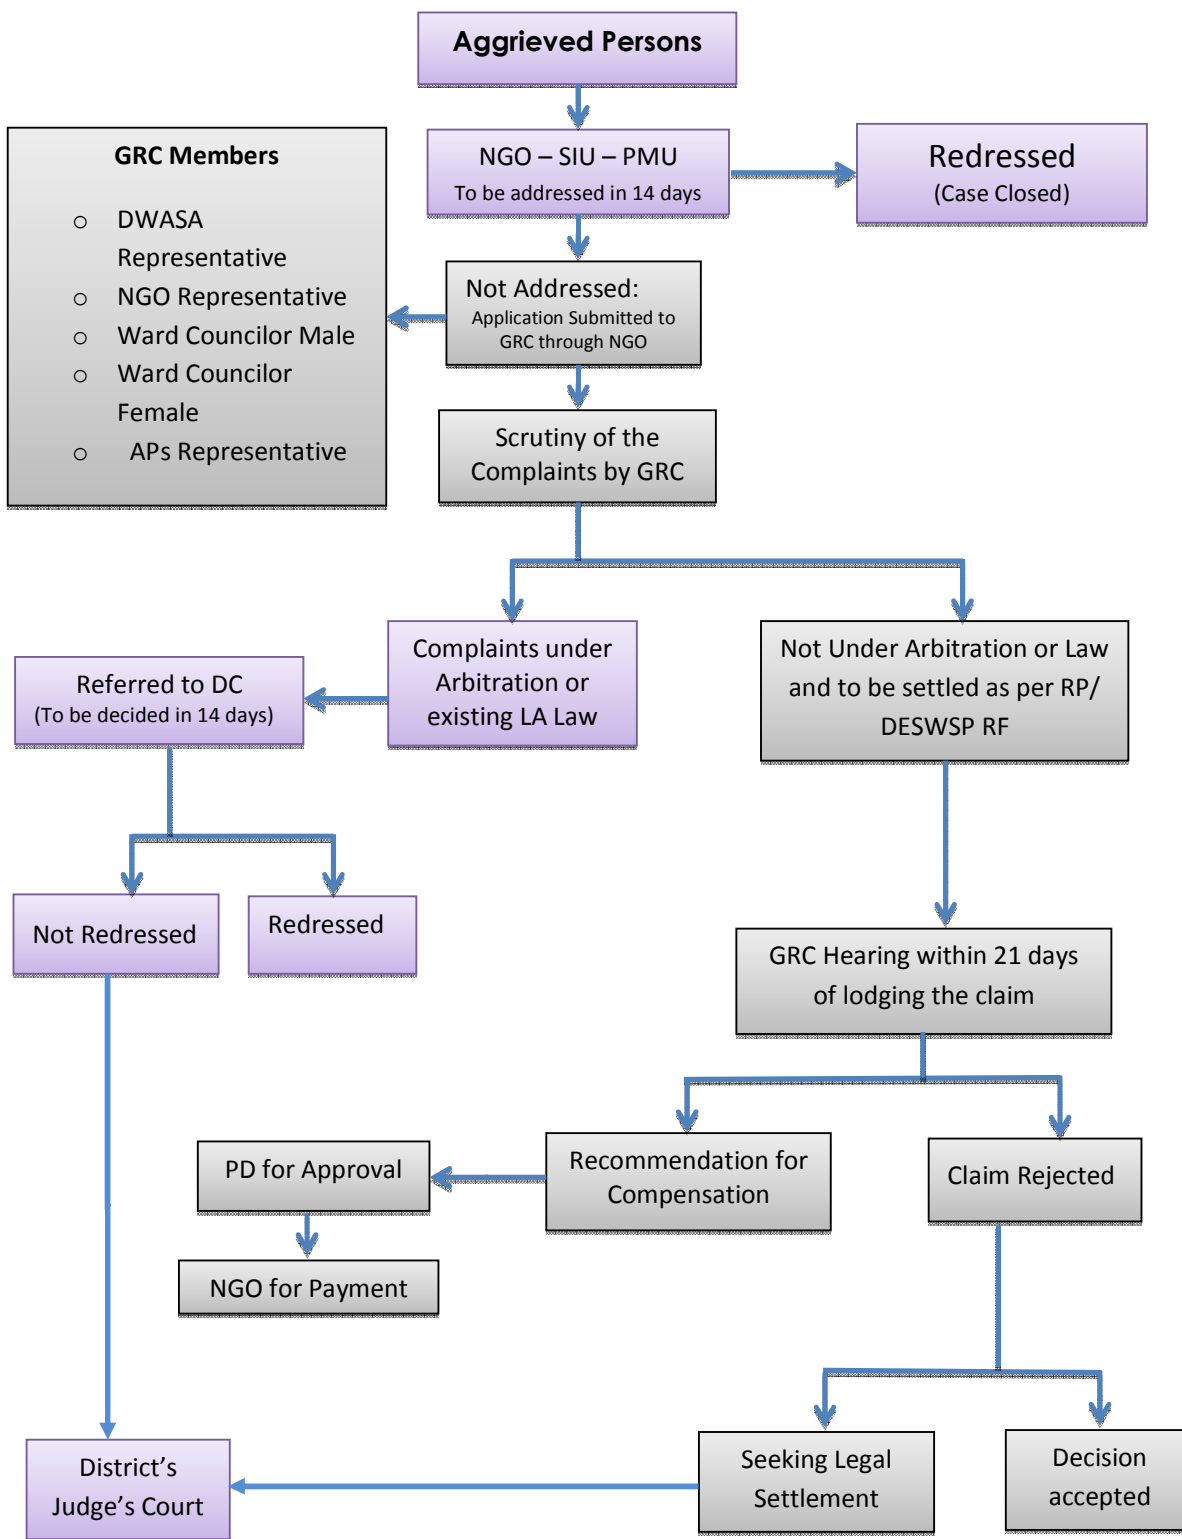 Aggrieved Persons
NGO – SIU – PMU
To be addressed in 14 days
Redressed
(Case Closed)
GRC Members
o DWASA
Representative
o NGO Representative
o Ward Councilor Male
o Ward Councilor
Female
o APs Representative
Not Addressed:
Application Submitted to
GRC through NGO
Scrutiny of the
Complaints by GRC
Complaints under
Arbitration or
existing LA Law
Not Under Arbitration or Law
and to be settled as per RP/
DESWSP RF
Referred to DC
(To be decided in 14 days)
Not Redressed
Redressed
GRC Hearing within 21 days
of lodging the claim
Recommendation for
Compensation
Claim Rejected
PD for Approval
NGO for Payment
Seeking Legal
Settlement
Decision
accepted
District’s
Judge’s Court